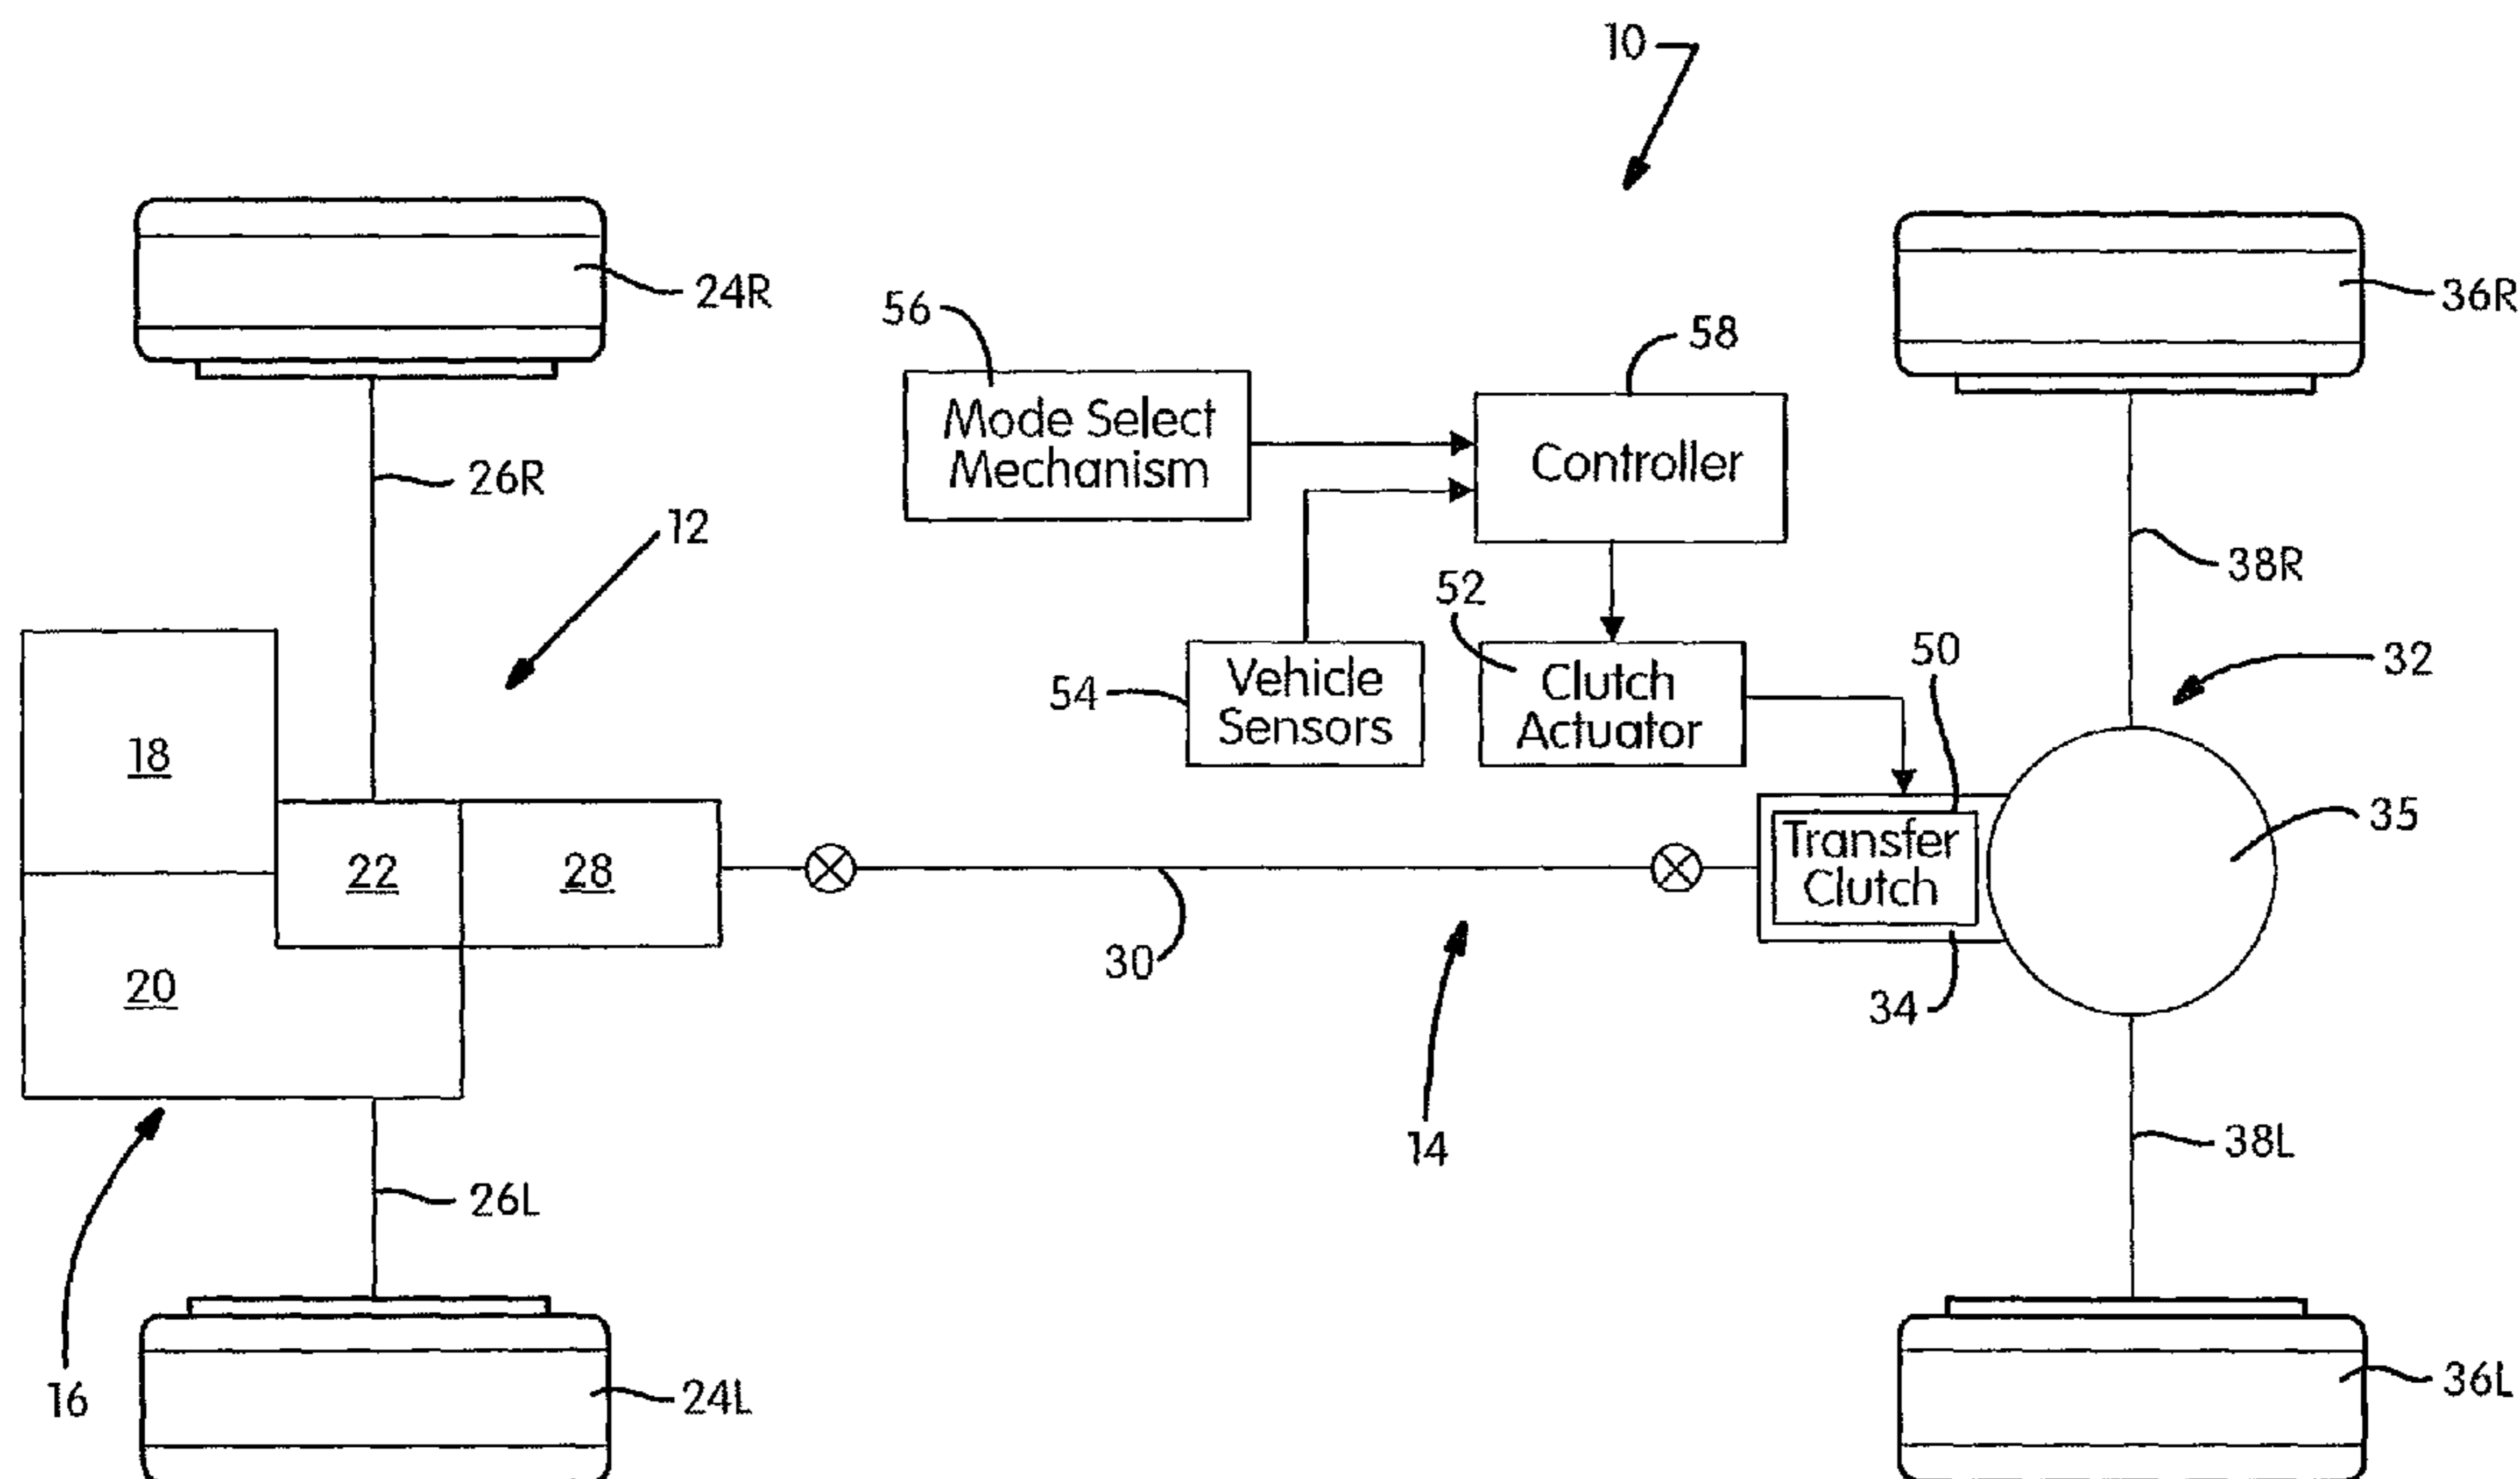 10
24R
36R
56
58
Mode Select
Mechanism
Controller
26R
12
38R
52
50
32
54
Vehicle
Sensors
Clutch
Actuator
18
35
22
28
Transfer
Clutch
30
20
34
14
38L
26L
16
24L
36L